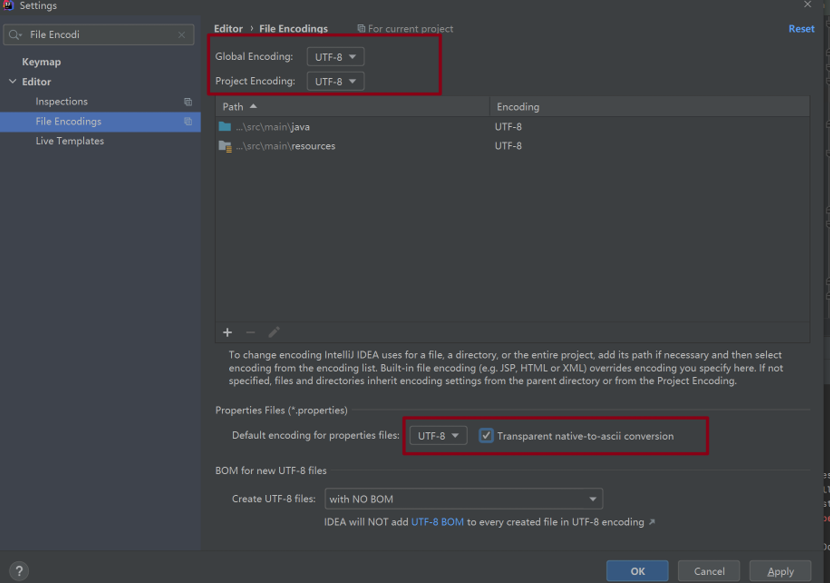 Settings
File Encodi
Keymap
Editor
Inspections
File Encodings
Live Templates
Editor › File Encodings
For current project
Reset
Global Encoding: UTF-8
Project Encoding: UTF-8
Path Encoding
...\src\main\java UTF-8
...\src\main\resources UTF-8
To change encoding IntelliJ IDEA uses for a file, a directory, or the entire project, add its path if necessary and then select
encoding from the encoding list. Built-in file encoding (e.g. JSP, HTML or XML) overrides encoding you specify here. If not
specified, files and directories inherit encoding settings from the parent directory or from the Project Encoding.
Properties Files (*.properties)
Default encoding for properties files: UTF-8 Transparent native-to-ascii conversion
BOM for new UTF-8 files
Create UTF-8 files: with NO BOM
IDEA will NOT add UTF-8 BOM to every created file in UTF-8 encoding ↗
?
OK Cancel Apply